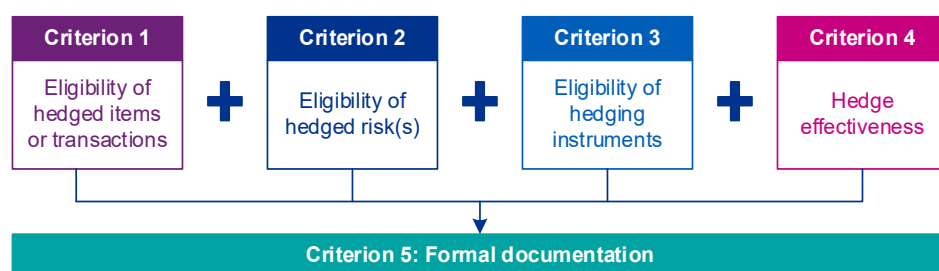 Criterion 1
Eligibility of
hedged items
or transactions
Criterion 2
Eligibility of
hedged risk(s)
Criterion 3
Eligibility of
hedging
instruments
Criterion 4
Hedge
effectiveness
Criterion 5: Formal documentation